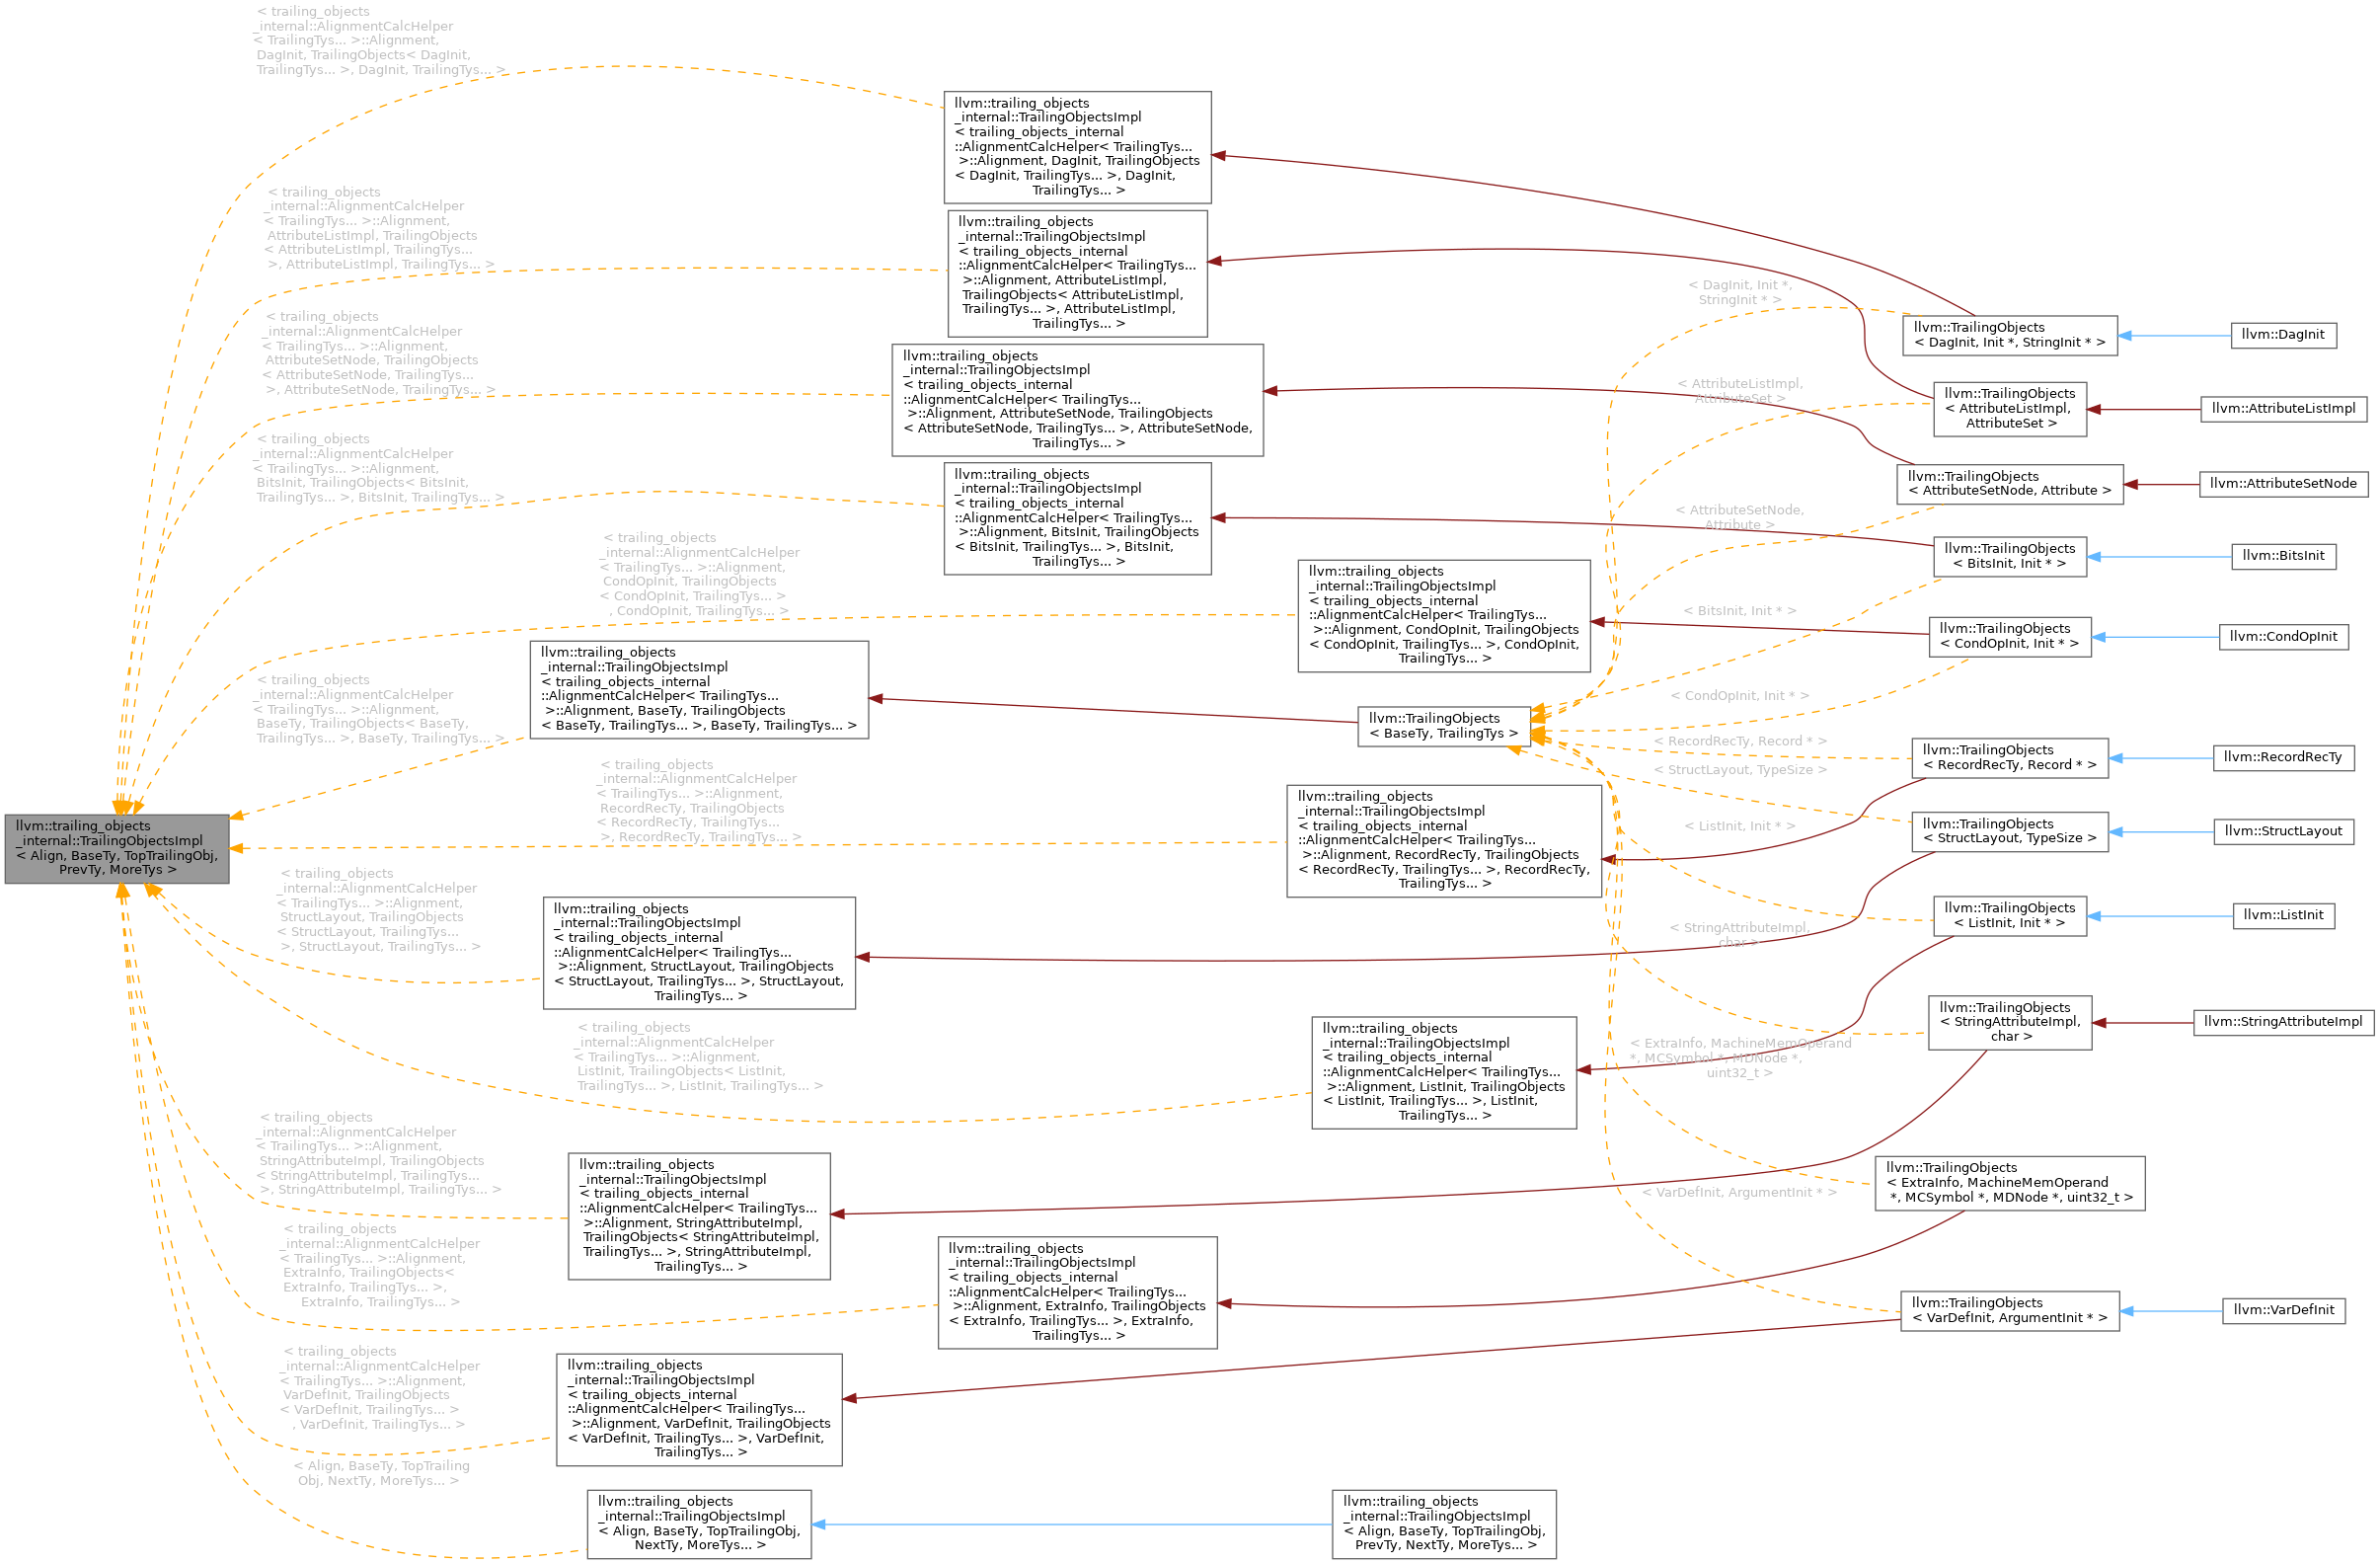 < trailing_objects
_internal::AlignmentCalcHelper
< TrailingTys... >::Alignment,
DagInit, TrailingObjects< DagInit,
TrailingTys... >, DagInit, TrailingTys... >
< trailing_objects
_internal::AlignmentCalcHelper
< TrailingTys... >::Alignment,
AttributeListImpl, TrailingObjects
< AttributeListImpl, TrailingTys...
>, AttributeListImpl, TrailingTys... >
< trailing_objects
_internal::AlignmentCalcHelper
< TrailingTys... >::Alignment,
AttributeSetNode, TrailingObjects
< AttributeSetNode, TrailingTys...
>, AttributeSetNode, TrailingTys... >
< trailing_objects
_internal::AlignmentCalcHelper
< TrailingTys... >::Alignment,
BitsInit, TrailingObjects< BitsInit,
TrailingTys... >, BitsInit, TrailingTys... >
< trailing_objects
_internal::AlignmentCalcHelper
< TrailingTys... >::Alignment,
CondOpInit, TrailingObjects
< CondOpInit, TrailingTys... >
, CondOpInit, TrailingTys... >
< trailing_objects
_internal::AlignmentCalcHelper
< TrailingTys... >::Alignment,
BaseTy, TrailingObjects< BaseTy,
TrailingTys... >, BaseTy, TrailingTys... >
< trailing_objects
_internal::AlignmentCalcHelper
< TrailingTys... >::Alignment,
RecordRecTy, TrailingObjects
< RecordRecTy, TrailingTys...
>, RecordRecTy, TrailingTys... >
llvm::trailing_objects
_internal::TrailingObjectsImpl
< Align, BaseTy, TopTrailingObj,
PrevTy, MoreTys >
< trailing_objects
_internal::AlignmentCalcHelper
< TrailingTys... >::Alignment,
StructLayout, TrailingObjects
< StructLayout, TrailingTys...
>, StructLayout, TrailingTys... >
< trailing_objects
_internal::AlignmentCalcHelper
< TrailingTys... >::Alignment,
ListInit, TrailingObjects< ListInit,
TrailingTys... >, ListInit, TrailingTys... >
< trailing_objects
_internal::AlignmentCalcHelper
< TrailingTys... >::Alignment,
StringAttributeImpl, TrailingObjects
< StringAttributeImpl, TrailingTys...
>, StringAttributeImpl, TrailingTys... >
< trailing_objects
_internal::AlignmentCalcHelper
< TrailingTys... >::Alignment,
ExtraInfo, TrailingObjects<
ExtraInfo, TrailingTys... >,
ExtraInfo, TrailingTys... >
< trailing_objects
_internal::AlignmentCalcHelper
< TrailingTys... >::Alignment,
VarDefInit, TrailingObjects
< VarDefInit, TrailingTys... >
, VarDefInit, TrailingTys... >
< Align, BaseTy, TopTrailing
Obj, NextTy, MoreTys... >
llvm::trailing_objects
_internal::TrailingObjectsImpl
< trailing_objects_internal
::AlignmentCalcHelper< TrailingTys...
>::Alignment, DagInit, TrailingObjects
< DagInit, TrailingTys... >, DagInit,
TrailingTys... >
llvm::trailing_objects
_internal::TrailingObjectsImpl
< trailing_objects_internal
::AlignmentCalcHelper< TrailingTys...
>::Alignment, AttributeListImpl,
TrailingObjects< AttributeListImpl,
TrailingTys... >, AttributeListImpl,
TrailingTys... >
llvm::trailing_objects
_internal::TrailingObjectsImpl
< trailing_objects_internal
::AlignmentCalcHelper< TrailingTys...
>::Alignment, AttributeSetNode, TrailingObjects
< AttributeSetNode, TrailingTys... >, AttributeSetNode,
TrailingTys... >
llvm::trailing_objects
_internal::TrailingObjectsImpl
< trailing_objects_internal
::AlignmentCalcHelper< TrailingTys...
>::Alignment, BitsInit, TrailingObjects
< BitsInit, TrailingTys... >, BitsInit,
TrailingTys... >
llvm::trailing_objects
_internal::TrailingObjectsImpl
< trailing_objects_internal
::AlignmentCalcHelper< TrailingTys...
>::Alignment, CondOpInit, TrailingObjects
< CondOpInit, TrailingTys... >, CondOpInit,
TrailingTys... >
llvm::trailing_objects
_internal::TrailingObjectsImpl
< trailing_objects_internal
::AlignmentCalcHelper< TrailingTys...
>::Alignment, BaseTy, TrailingObjects
< BaseTy, TrailingTys... >, BaseTy, TrailingTys... >
llvm::TrailingObjects
< BaseTy, TrailingTys >
llvm::trailing_objects
_internal::TrailingObjectsImpl
< trailing_objects_internal
::AlignmentCalcHelper< TrailingTys...
>::Alignment, RecordRecTy, TrailingObjects
< RecordRecTy, TrailingTys... >, RecordRecTy,
TrailingTys... >
llvm::trailing_objects
_internal::TrailingObjectsImpl
< trailing_objects_internal
::AlignmentCalcHelper< TrailingTys...
>::Alignment, StructLayout, TrailingObjects
< StructLayout, TrailingTys... >, StructLayout,
TrailingTys... >
llvm::trailing_objects
_internal::TrailingObjectsImpl
< trailing_objects_internal
::AlignmentCalcHelper< TrailingTys...
>::Alignment, ListInit, TrailingObjects
< ListInit, TrailingTys... >, ListInit,
TrailingTys... >
llvm::trailing_objects
_internal::TrailingObjectsImpl
< trailing_objects_internal
::AlignmentCalcHelper< TrailingTys...
>::Alignment, StringAttributeImpl,
TrailingObjects< StringAttributeImpl,
TrailingTys... >, StringAttributeImpl,
TrailingTys... >
llvm::trailing_objects
_internal::TrailingObjectsImpl
< trailing_objects_internal
::AlignmentCalcHelper< TrailingTys...
>::Alignment, ExtraInfo, TrailingObjects
< ExtraInfo, TrailingTys... >, ExtraInfo,
TrailingTys... >
llvm::trailing_objects
_internal::TrailingObjectsImpl
< trailing_objects_internal
::AlignmentCalcHelper< TrailingTys...
>::Alignment, VarDefInit, TrailingObjects
< VarDefInit, TrailingTys... >, VarDefInit,
TrailingTys... >
llvm::trailing_objects
_internal::TrailingObjectsImpl
< Align, BaseTy, TopTrailingObj,
NextTy, MoreTys... >
llvm::trailing_objects
_internal::TrailingObjectsImpl
< Align, BaseTy, TopTrailingObj,
PrevTy, NextTy, MoreTys... >
< DagInit, Init *,
StringInit * >
< AttributeListImpl,
AttributeSet >
< AttributeSetNode,
Attribute >
< BitsInit, Init * >
< CondOpInit, Init * >
< RecordRecTy, Record * >
< StructLayout, TypeSize >
< ListInit, Init * >
< StringAttributeImpl,
char >
< ExtraInfo, MachineMemOperand
*, MCSymbol *, MDNode *,
uint32_t >
< VarDefInit, ArgumentInit * >
llvm::TrailingObjects
< DagInit, Init *, StringInit * >
llvm::DagInit
llvm::TrailingObjects
< AttributeListImpl,
AttributeSet >
llvm::AttributeListImpl
llvm::TrailingObjects
< AttributeSetNode, Attribute >
llvm::AttributeSetNode
llvm::TrailingObjects
< BitsInit, Init * >
llvm::BitsInit
llvm::TrailingObjects
< CondOpInit, Init * >
llvm::CondOpInit
llvm::TrailingObjects
< RecordRecTy, Record * >
llvm::RecordRecTy
llvm::TrailingObjects
< StructLayout, TypeSize >
llvm::StructLayout
llvm::TrailingObjects
< ListInit, Init * >
llvm::ListInit
llvm::TrailingObjects
< StringAttributeImpl,
char >
llvm::StringAttributeImpl
llvm::TrailingObjects
< ExtraInfo, MachineMemOperand
*, MCSymbol *, MDNode *, uint32_t >
llvm::TrailingObjects
< VarDefInit, ArgumentInit * >
llvm::VarDefInit